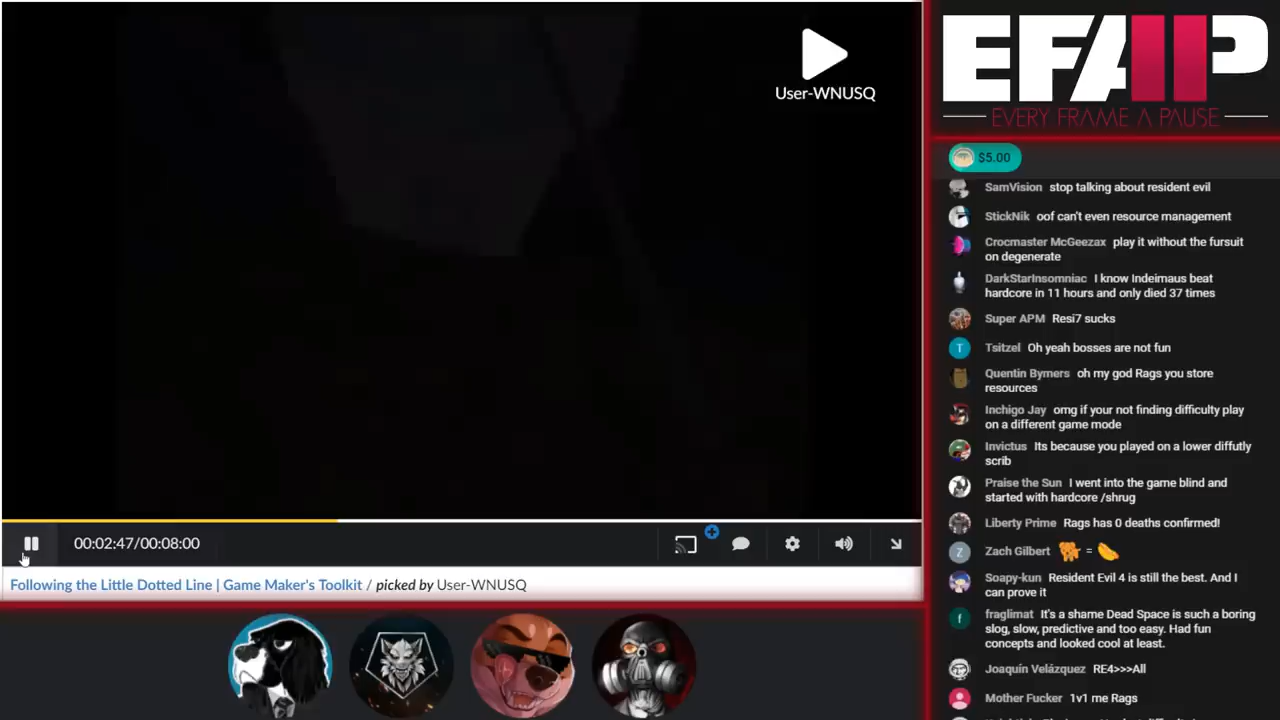 User-WNUSQ
00:02:47/00:08:00
Following the Little Dotted Line | Game Maker's Toolkit / picked by User-WNUSQ
EFAP
EVERY FRAME A PAUSE
$5.00
SamVision stop talking about resident evil
StickNik oof can't even resource management
Crocmaster McGeezax play it without the fursuit
on degenerate
DarkStarInsomniac I know Indeimaus beat
hardcore in 11 hours and only died 37 times
Super APM Resi7 sucks
T
Tsitzel Oh yeah bosses are not fun
Quentin Bymers oh my god Rags you store
resources
Inchigo Jay omg if your not finding difficulty play
on a different game mode
Invictus Its because you played on a lower diffutly
scrib
Praise the Sun I went into the game blind and
started with hardcore /shrug
Liberty Prime Rags has 0 deaths confirmed!
Z
Zach Gilbert =
Soapy-kun Resident Evil 4 is still the best. And I
can prove it
f
fraglimat It's a shame Dead Space is such a boring
slog, slow, predictive and too easy. Had fun
concepts and looked cool at least.
Joaquín Velázquez RE4>>>All
Mother Fucker 1v1 me Rags